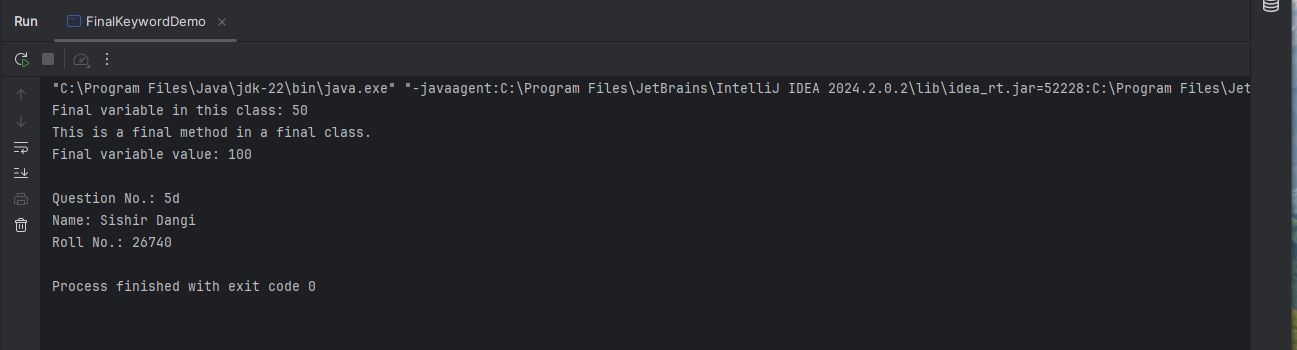 Run FinalKeywordDemo
"C:\Program Files\Java\jdk-22\bin\java.exe" "-javaagent:C:\Program Files\JetBrains\IntelliJ IDEA 2024.2.0.2\lib\idea_rt.jar=52228:C:\Program Files\Jet
Final variable in this class: 50
This is a final method in a final class.
Final variable value: 100
Question No.: 5d
Name: Sishir Dangi
Roll No.: 26740
Process finished with exit code 0